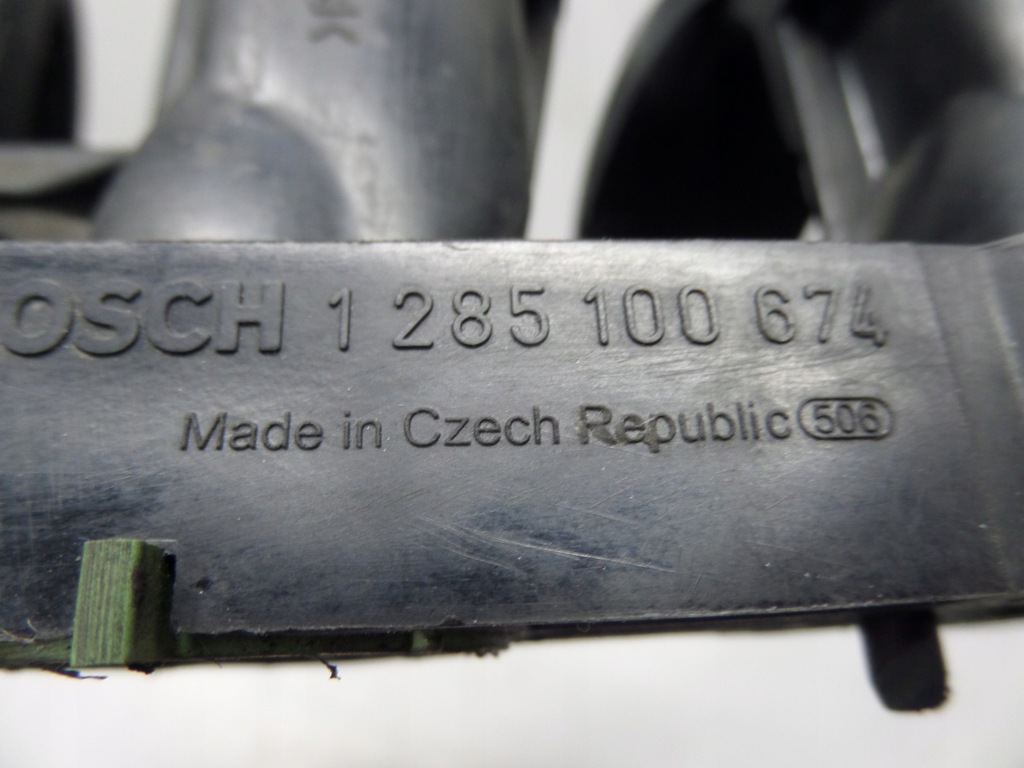 OSCH 1 285 100 674
Made in Czech Republic 506